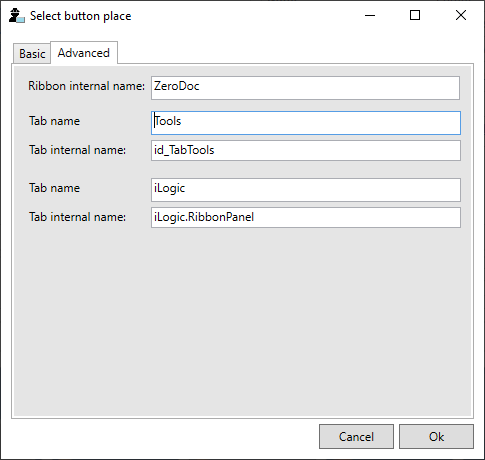 Select button place
Basic Advanced
Ribbon internal name: ZeroDoc
Tab name Tools
Tab internal name: id_TabTools
Tab name iLogic
Tab internal name: iLogic.RibbonPanel
Cancel Ok